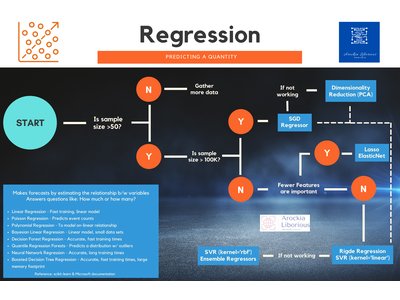 Regression
PREDICTING A QUANTITY
START
Is sample
size >50?
N
Gather
more data
Y
Is sample
size > 100K?
Y
SGD
Regressor
If not
working
Dimensionality
Reduction (PCA)
N
Fewer Features
are important
Y
Lasso
ElasticNet
N
Rigde Regression
SVR (kernel='linear')
If not working
SVR (kernel='rbf')
Ensemble Regressors
Arockia
Liborious
Makes forecasts by estimating the relationship b/w variables
Answers questions like: How much or how many?
Linear Regression - Fast training, linear model
Poisson Regression - Predicts event counts
Polynomial Regression - To model on linear relationship
Bayesian Regression - Linear model, small data sets
Decision Forest Regression - Accurate, fast training times
Quantile Regression Forests - Predicts a distribution w/ outliers
Neural Network Regression - Accurate, long training times
Boosted Decision Tree Regression - Accurate, fast training times, large
memory footprint
Reference: scikit-learn & Microsoft documentation